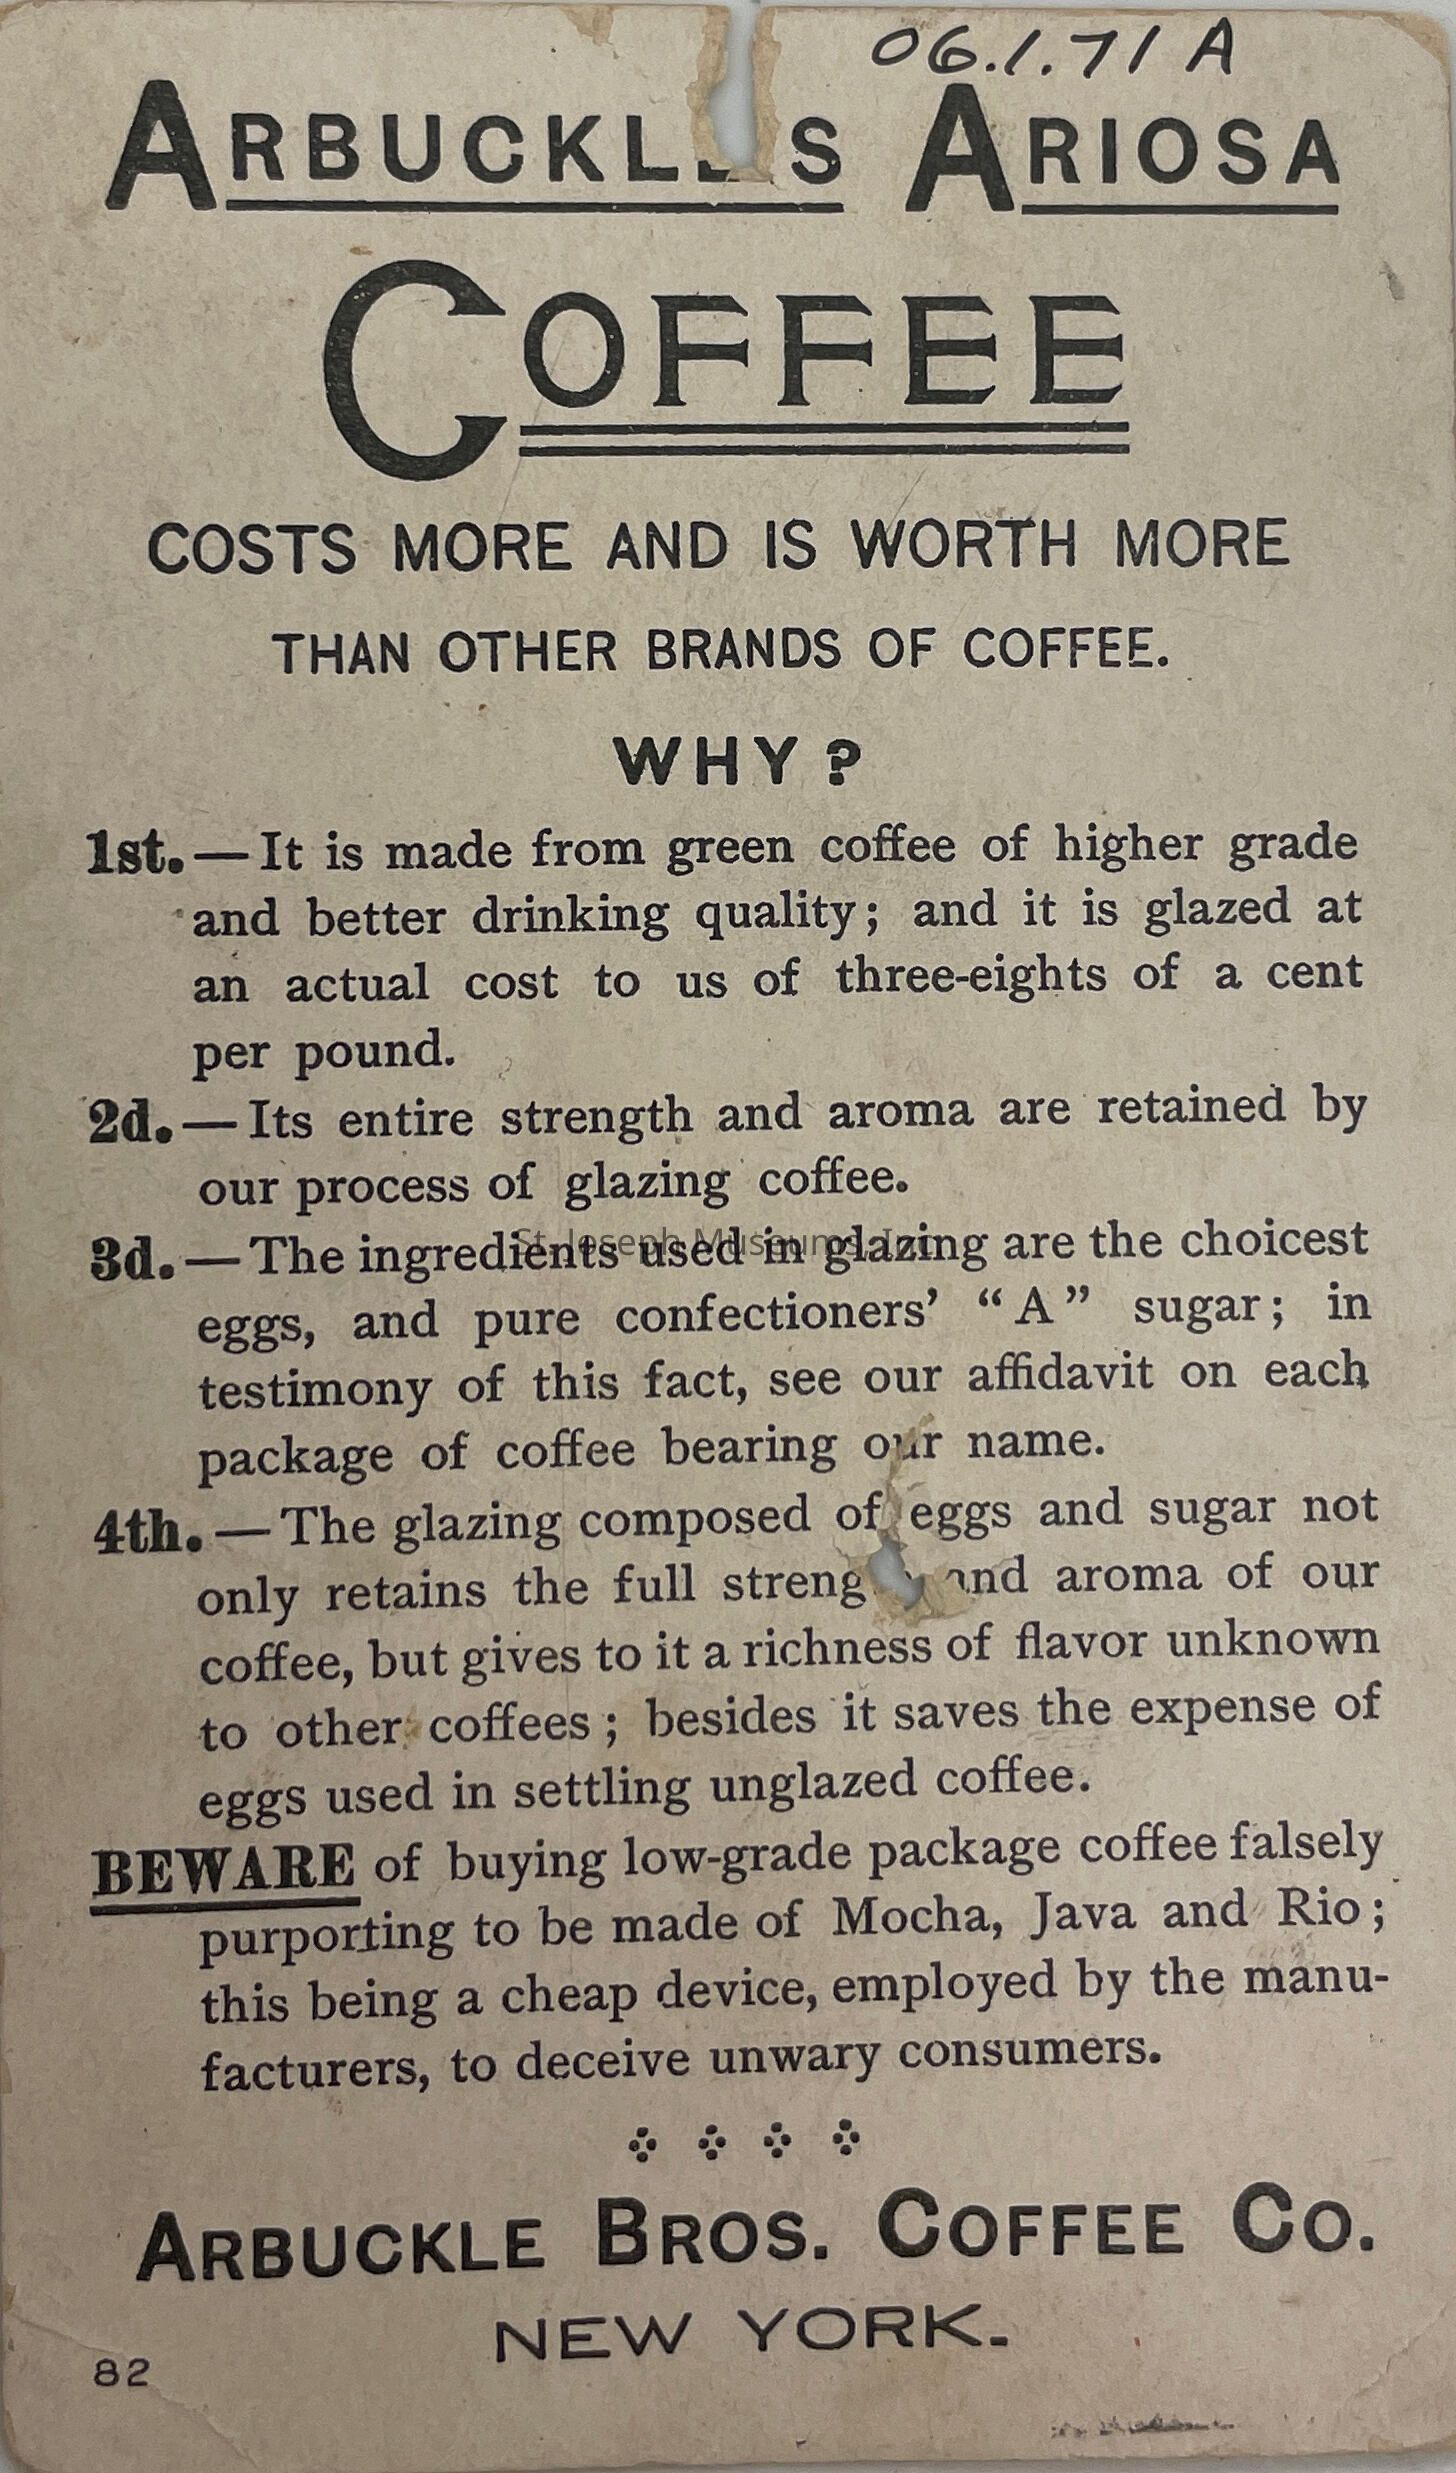 06.1.71 A
ARBUCKLES ARIOSA
COFFEE
COSTS MORE AND IS WORTH MORE
THAN OTHER BRANDS OF COFFEE.
WHY?
1st.—It is made from green coffee of higher grade
and better drinking quality; and it is glazed at
an actual cost to us of three-eights of a cent
per pound.
2d.—Its entire strength and aroma are retained by
our process of glazing coffee.
3d.—The ingredients used in glazing are the choicest
St. Joseph Museums, Inc.
eggs, and pure confectioners' "A" sugar; in
testimony of this fact, see our affidavit on each
package of coffee bearing our name.
4th.—The glazing composed of eggs and sugar not
only retains the full strength and aroma of our
coffee, but gives to it a richness of flavor unknown
to other coffees; besides it saves the expense of
eggs used in settling unglazed coffee.
BEWARE of buying low-grade package coffee falsely
purporting to be made of Mocha, Java and Rio;
this being a cheap device, employed by the manu-
facturers, to deceive unwary consumers.
ARBUCKLE BROS. COFFEE CO.
NEW YORK.
82